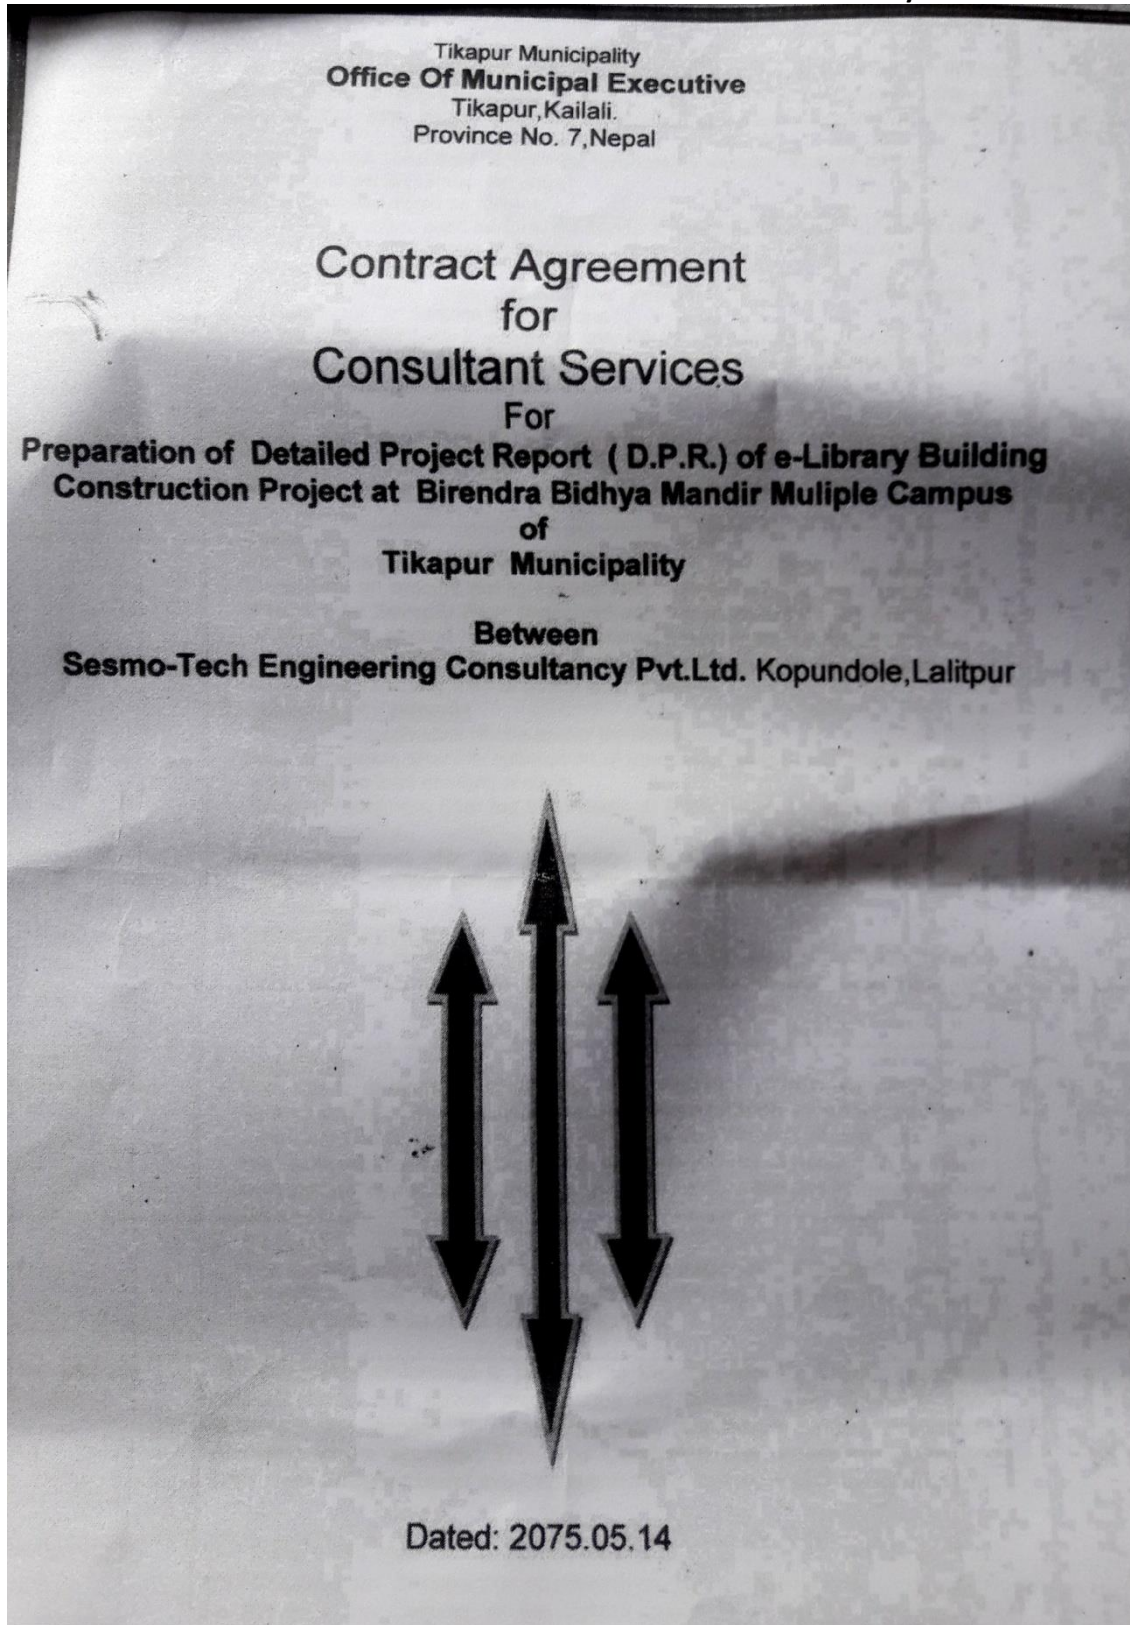 Tikapur Municipality
Office Of Municipal Executive
Tikapur,Kailali.
Province No. 7,Nepal
Contract Agreement
for
Consultant Services
For
Preparation of Detailed Project Report ( D.P.R.) of e-Library Building
Construction Project at Birendra Bidhya Mandir Muliple Campus
of
Tikapur Municipality
Between
Sesmo-Tech Engineering Consultancy Pvt.Ltd. Kopundole,Lalitpur
Dated: 2075.05.14